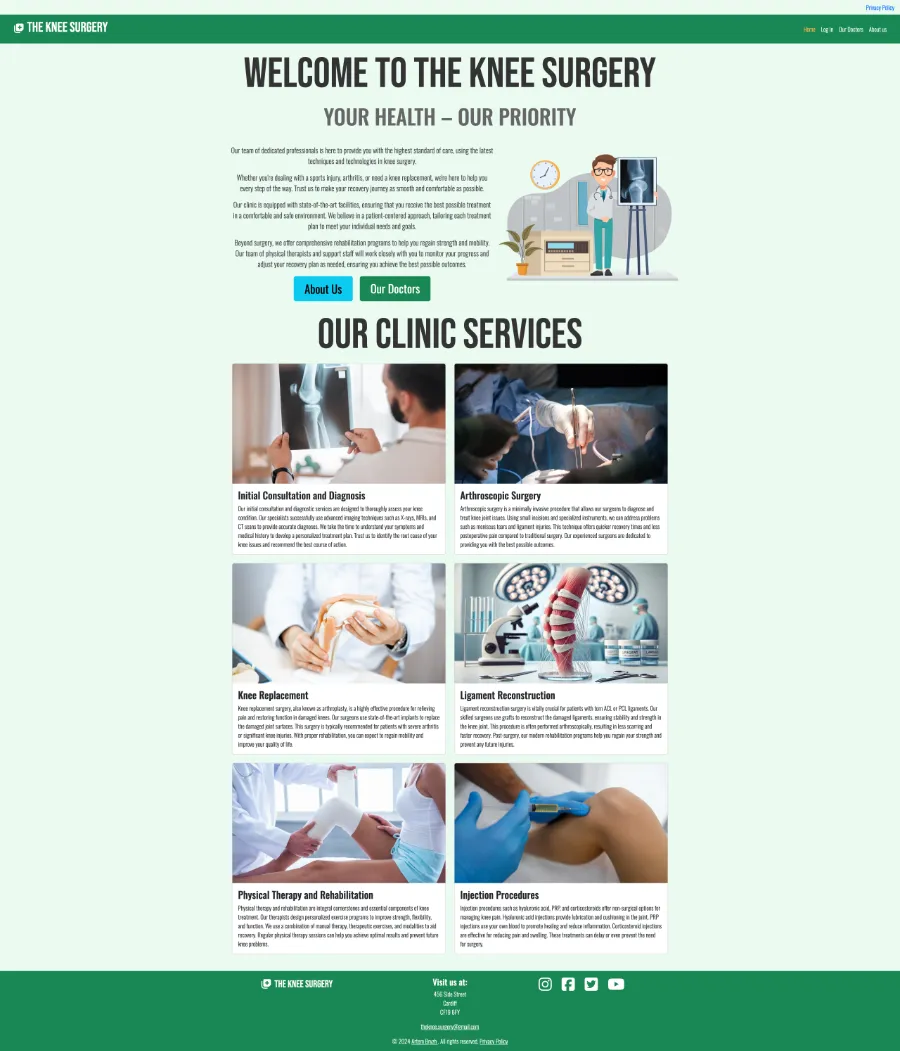 Privacy Policy
THE KNEE SURGERY
Home Log In Our Doctors About us
WELCOME TO THE KNEE SURGERY
YOUR HEALTH – OUR PRIORITY
Our team of dedicated professionals is here to provide you with the highest standard of care, using the latest
techniques and technologies in knee surgery.
Whether you're dealing with a sports injury, arthritis, or need a knee replacement, we're here to help you
every step of the way. Trust us to make your recovery journey as smooth and comfortable as possible.
Our clinic is equipped with state-of-the-art facilities, ensuring that you receive the best possible treatment
in a comfortable and safe environment. We believe in a patient-centered approach, tailoring each treatment
plan to meet your individual needs and goals.
Beyond surgery, we offer comprehensive rehabilitation programs to help you regain strength and mobility.
Our team of physical therapists and support staff will work closely with you to monitor your progress and
adjust your recovery plan as needed, ensuring you achieve the best possible outcomes.
About Us
Our Doctors
OUR CLINIC SERVICES
Initial Consultation and Diagnosis
Our initial consultation and diagnostic services are designed to thoroughly assess your knee
condition. Our specialists successfully use advanced imaging techniques such as X-rays, MRIs, and
CT scans to provide accurate diagnoses. We take the time to understand your symptoms and
medical history to develop a personalized treatment plan. Trust us to identify the root cause of your
knee issues and recommend the best course of action.
Arthroscopic Surgery
Arthroscopic surgery is a minimally invasive procedure that allows our surgeons to diagnose and
treat knee joint issues. Using small incisions and specialized instruments, we can address problems
such as meniscus tears and ligament injuries. This technique offers quicker recovery times and less
postoperative pain compared to traditional surgery. Our experienced surgeons are dedicated to
providing you with the best possible outcomes.
Knee Replacement
Knee replacement surgery, also known as arthroplasty, is a highly effective procedure for relieving
pain and restoring function in damaged knees. Our surgeons use state-of-the-art implants to replace
the damaged joint surfaces. This surgery is typically recommended for patients with severe arthritis
or significant knee injuries. With proper rehabilitation, you can expect to regain mobility and
improve your quality of life.
Ligament Reconstruction
Ligament reconstruction surgery is vitally crucial for patients with torn ACL or PCL ligaments. Our
skilled surgeons use grafts to reconstruct the damaged ligaments, ensuring stability and strength in
the knee joint. This procedure is often performed arthroscopically, resulting in less scarring and
faster recovery. Post-surgery, our modern rehabilitation programs help you regain your strength and
prevent any future injuries.
Physical Therapy and Rehabilitation
Physical therapy and rehabilitation are integral cornerstones and essential components of knee
treatment. Our therapists design personalized exercise programs to improve strength, flexibility,
and function. We use a combination of manual therapy, therapeutic exercises, and modalities to aid
recovery. Regular physical therapy sessions can help you achieve optimal results and prevent future
knee problems.
Injection Procedures
Injection procedures such as hyaluronic acid, PRP, and corticosteroids offer non-surgical options for
managing knee pain. Hyaluronic acid injections provide lubrication and cushioning in the joint. PRP
injections use your own blood to promote healing and reduce inflammation. Corticosteroid injections
are effective for reducing pain and swelling. These treatments can delay or even prevent the need
for surgery.
THE KNEE SURGERY
Visit us at:
456 Side Street
Cardiff
CF19 6FY
© 2024 All rights reserved. Privacy Policy